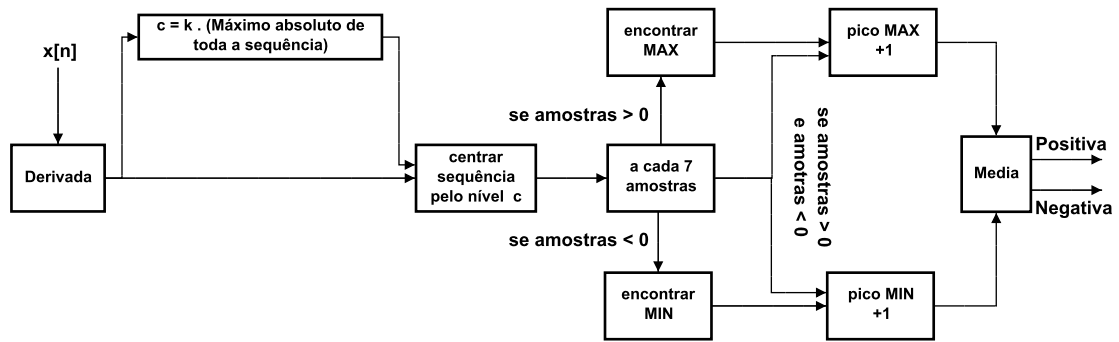 c = k . (Máximo absoluto de
toda a sequência)
x[n]
Derivada
centrar
sequência
pelo nível c
se amostras > 0
encontrar
MAX
a cada 7
amostras
se amostras < 0
encontrar
MIN
se amostras > 0
e amotras < 0
pico MAX
+1
pico MIN
+1
Media
Positiva
Negativa